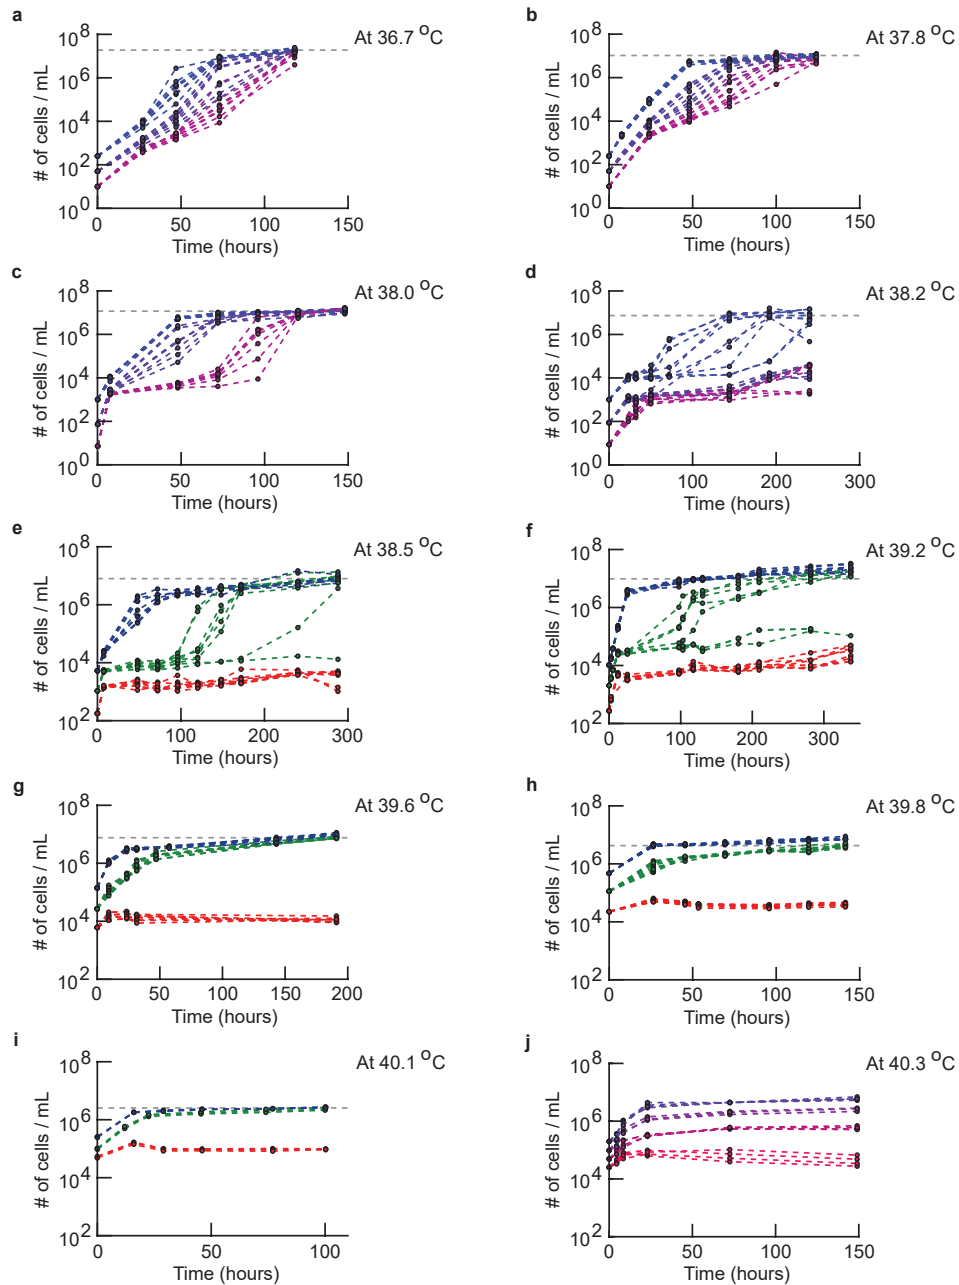 a
At 36.7 °C
# of cells / mL
10^8
10^6
10^4
10^2
10^0
0 50 100 150
Time (hours)
b
At 37.8 °C
# of cells / mL
10^8
10^6
10^4
10^2
10^0
0 50 100 150
Time (hours)
c
At 38.0 °C
# of cells / mL
10^8
10^6
10^4
10^2
10^0
0 50 100 150
Time (hours)
d
At 38.2 °C
# of cells / mL
10^8
10^6
10^4
10^2
10^0
0 100 200 300
Time (hours)
e
At 38.5 °C
# of cells / mL
10^8
10^6
10^4
10^2
0 100 200 300
Time (hours)
f
At 39.2 °C
# of cells / mL
10^8
10^6
10^4
10^2
0 100 200 300
Time (hours)
g
At 39.6 °C
# of cells / mL
10^8
10^6
10^4
10^2
0 50 100 150 200
Time (hours)
h
At 39.8 °C
# of cells / mL
10^8
10^6
10^4
10^2
0 50 100 150
Time (hours)
i
At 40.1 °C
# of cells / mL
10^8
10^6
10^4
10^2
0 50 100
Time (hours)
j
At 40.3 °C
# of cells / mL
10^8
10^6
10^4
10^2
0 50 100 150
Time (hours)